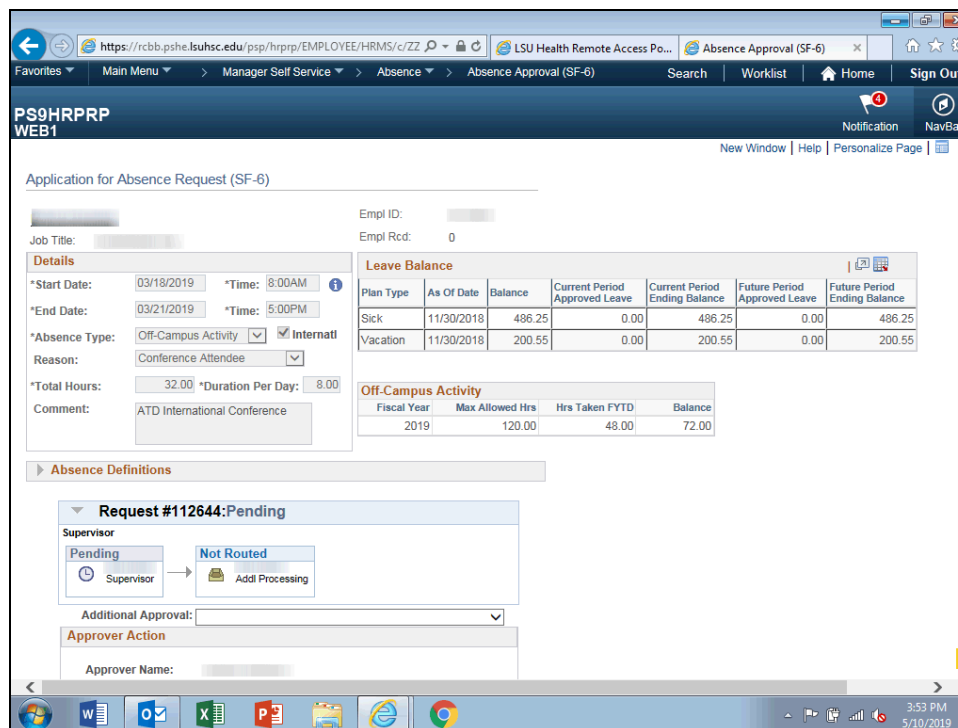 https://rcbb.pshe.lsuhsc.edu/psp/hrprp/EMPLOYEE/HRMS/c/ZZ
LSU Health Remote Access Po...
Absence Approval (SF-6)
Favorites
Main Menu > Manager Self Service > Absence > Absence Approval (SF-6)
Search
Worklist
Home
Sign Ou
PS9HRPRP
WEB1
4
Notification
NavBa
New Window | Help | Personalize Page |
Application for Absence Request (SF-6)
Empl ID:
Job Title:
Empl Rcd: 0
Details
*Start Date: 03/18/2019 *Time: 8:00AM
*End Date: 03/21/2019 *Time: 5:00PM
*Absence Type: Off-Campus Activity Internatl
Reason: Conference Attendee
*Total Hours: 32.00 *Duration Per Day: 8.00
Comment: ATD International Conference
Leave Balance
Plan Type As Of Date Balance Current Period Approved Leave Current Period Ending Balance Future Period Approved Leave Future Period Ending Balance
Sick 11/30/2018 486.25 0.00 486.25 0.00 486.25
Vacation 11/30/2018 200.55 0.00 200.55 0.00 200.55
Off-Campus Activity
Fiscal Year Max Allowed Hrs Hrs Taken FYTD Balance
2019 120.00 48.00 72.00
Absence Definitions
Request #112644:Pending
Supervisor
Pending
Supervisor
Not Routed
Addl Processing
Additional Approval:
Approver Action
Approver Name:
3:53 PM
5/10/2019